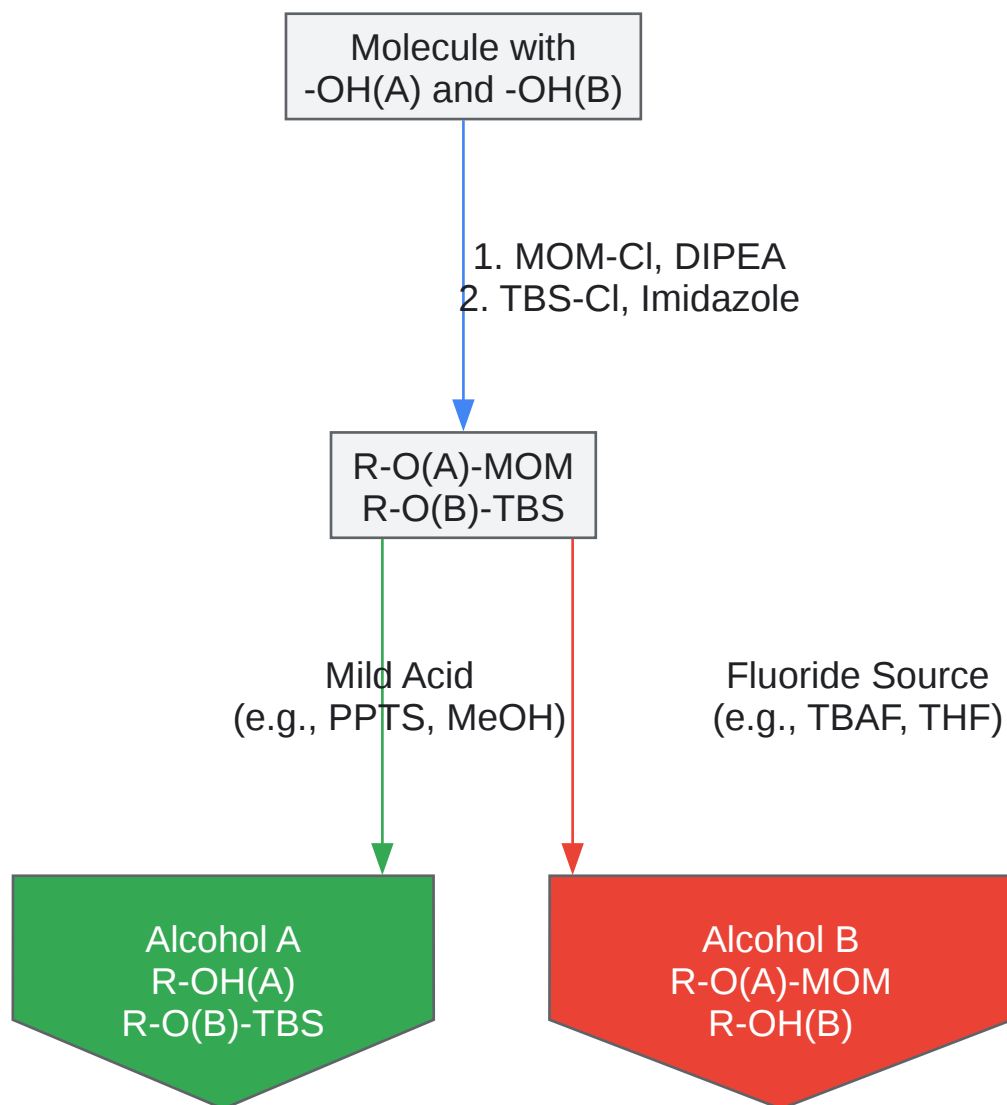 Molecule with
-OH(A) and -OH(B)
1. MOM-Cl, DIPEA
2. TBS-Cl, Imidazole
R-O(A)-MOM
R-O(B)-TBS
Mild Acid
(e.g., PPTS, MeOH)
Fluoride Source
(e.g., TBAF, THF)
Alcohol A
R-OH(A)
R-O(B)-TBS
Alcohol B
R-O(A)-MOM
R-OH(B)